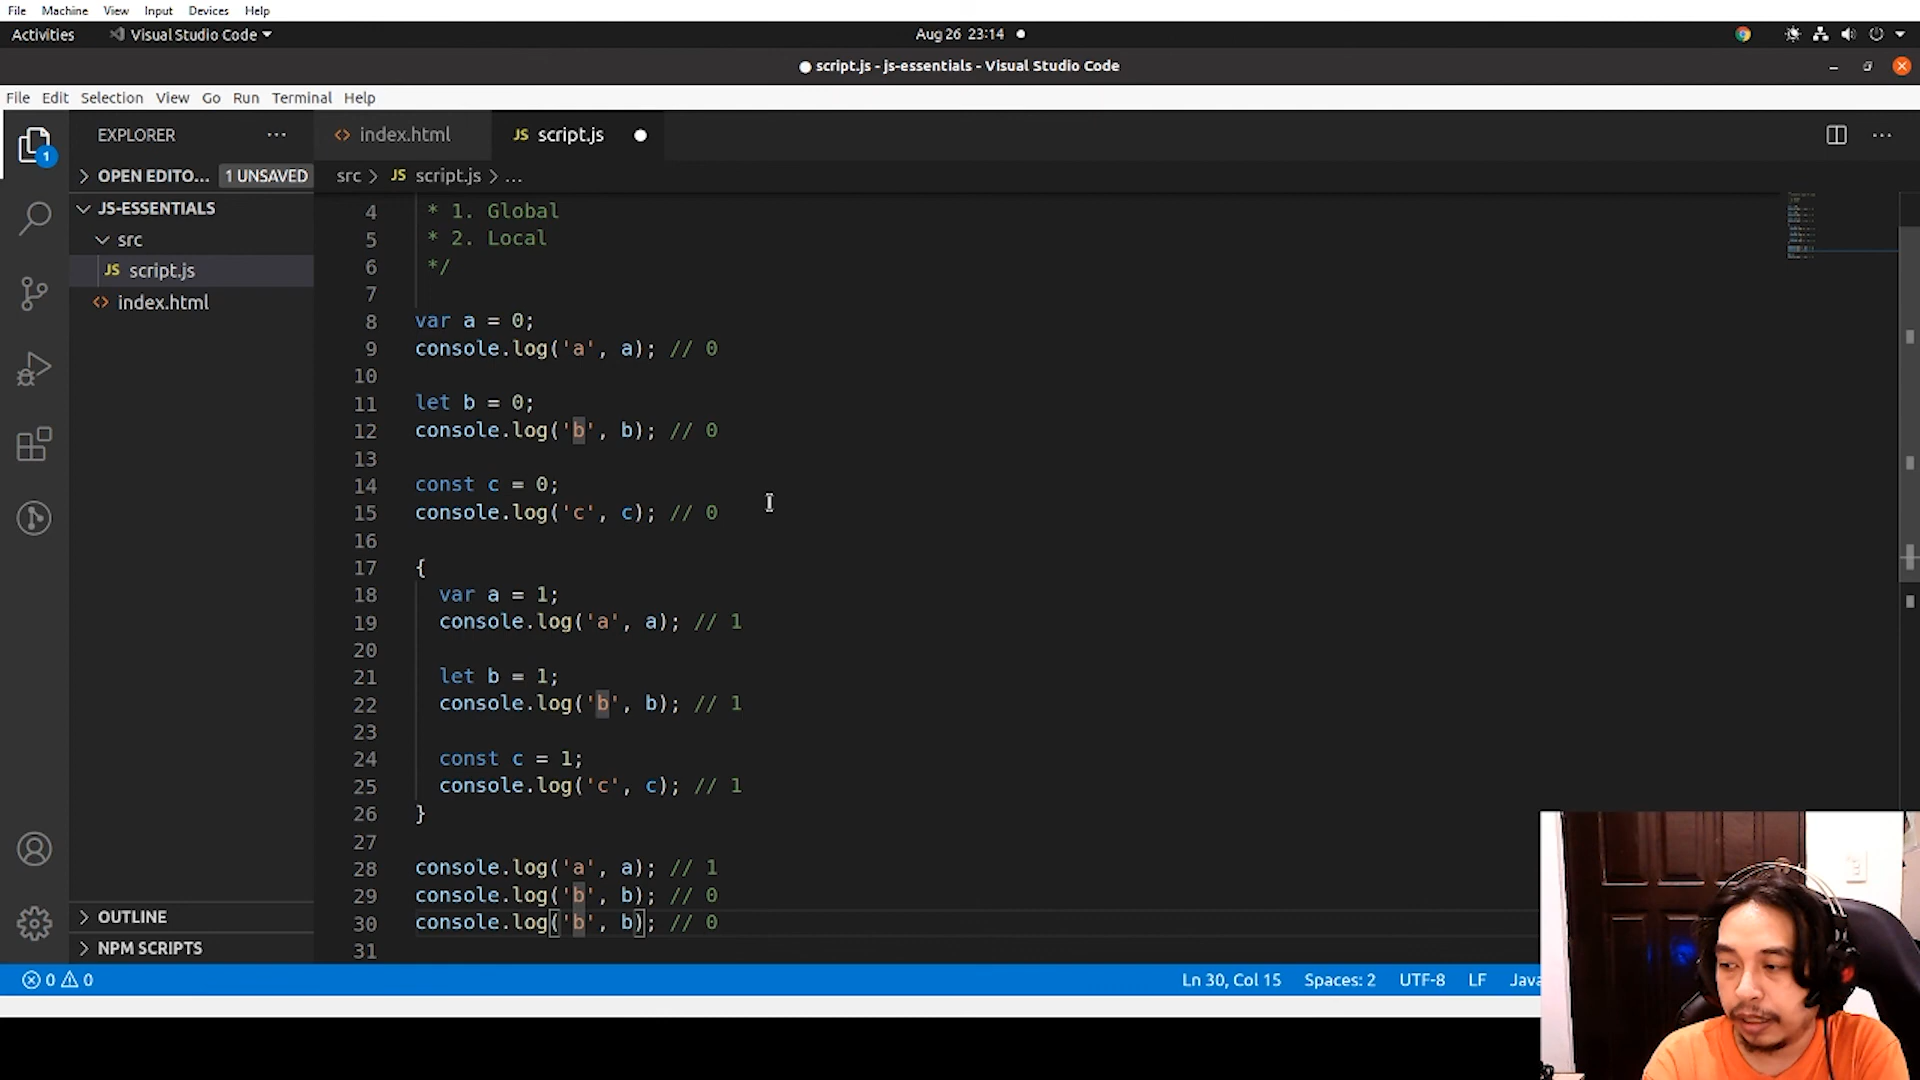 File Machine View Input Devices Help
Activities Visual Studio Code Aug 26 23:14
script.js - js-essentials - Visual Studio Code
File Edit Selection View Go Run Terminal Help
EXPLORER ··· <> index.html JS script.js ···
1
OPEN EDITO... 1 UNSAVED src > JS script.js > ...
JS-ESSENTIALS
src
JS script.js
<> index.html
4 * 1. Global
5 * 2. Local
6 */
7
8 var a = 0;
9 console.log('a', a); // 0
10
11 let b = 0;
12 console.log('b', b); // 0
13
14 const c = 0;
15 console.log('c', c); // 0
16
17 {
18 var a = 1;
19 console.log('a', a); // 1
20
21 let b = 1;
22 console.log('b', b); // 1
23
24 const c = 1;
25 console.log('c', c); // 1
26 }
27
28 console.log('a', a); // 1
29 console.log('b', b); // 0
30 console.log('b', b); // 0
31
OUTLINE
NPM SCRIPTS
0 0 Ln 30, Col 15 Spaces: 2 UTF-8 LF Java